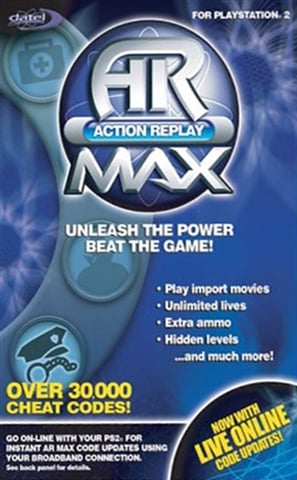 datel
FOR PLAYSTATION 2
AR
ACTION REPLAY
MAX
UNLEASH THE POWER
BEAT THE GAME!
• Play import movies
• Unlimited lives
• Extra ammo
• Hidden levels
...and much more!
OVER 30,000
CHEAT CODES!
GO ON-LINE WITH YOUR PS2® FOR
INSTANT AR MAX CODE UPDATES USING
YOUR BROADBAND CONNECTION.
See back panel for details.
NOW WITH
LIVE ONLINE
CODE UPDATES!